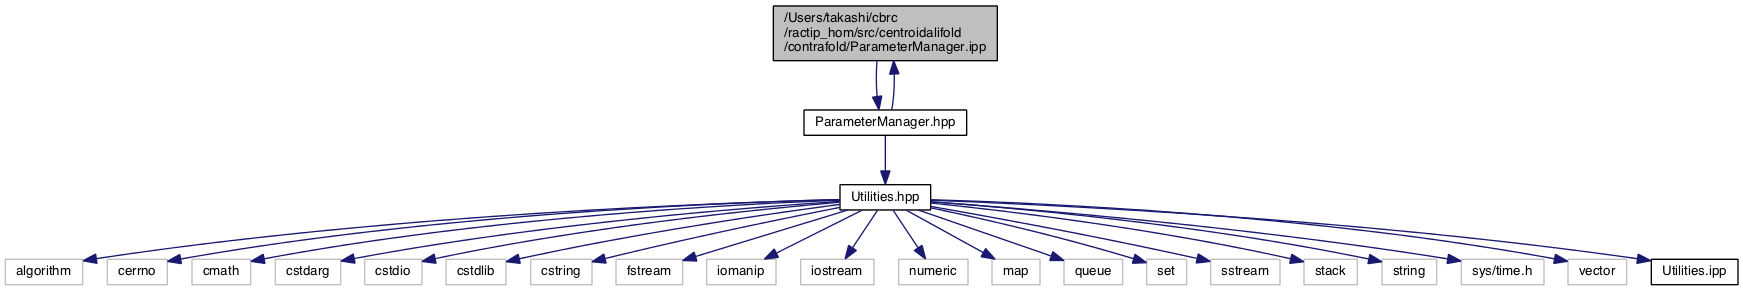 /Users/takashi/cbrc
/ractip_hom/src/centroidalifold
/contrafold/ParameterManager.ipp
ParameterManager.hpp
Utilities.hpp
algorithm
cerrno
cmath
cstdarg
cstdio
cstdlib
cstring
fstream
iomanip
iostream
numeric
map
queue
set
sstream
stack
string
sys/time.h
vector
Utilities.ipp